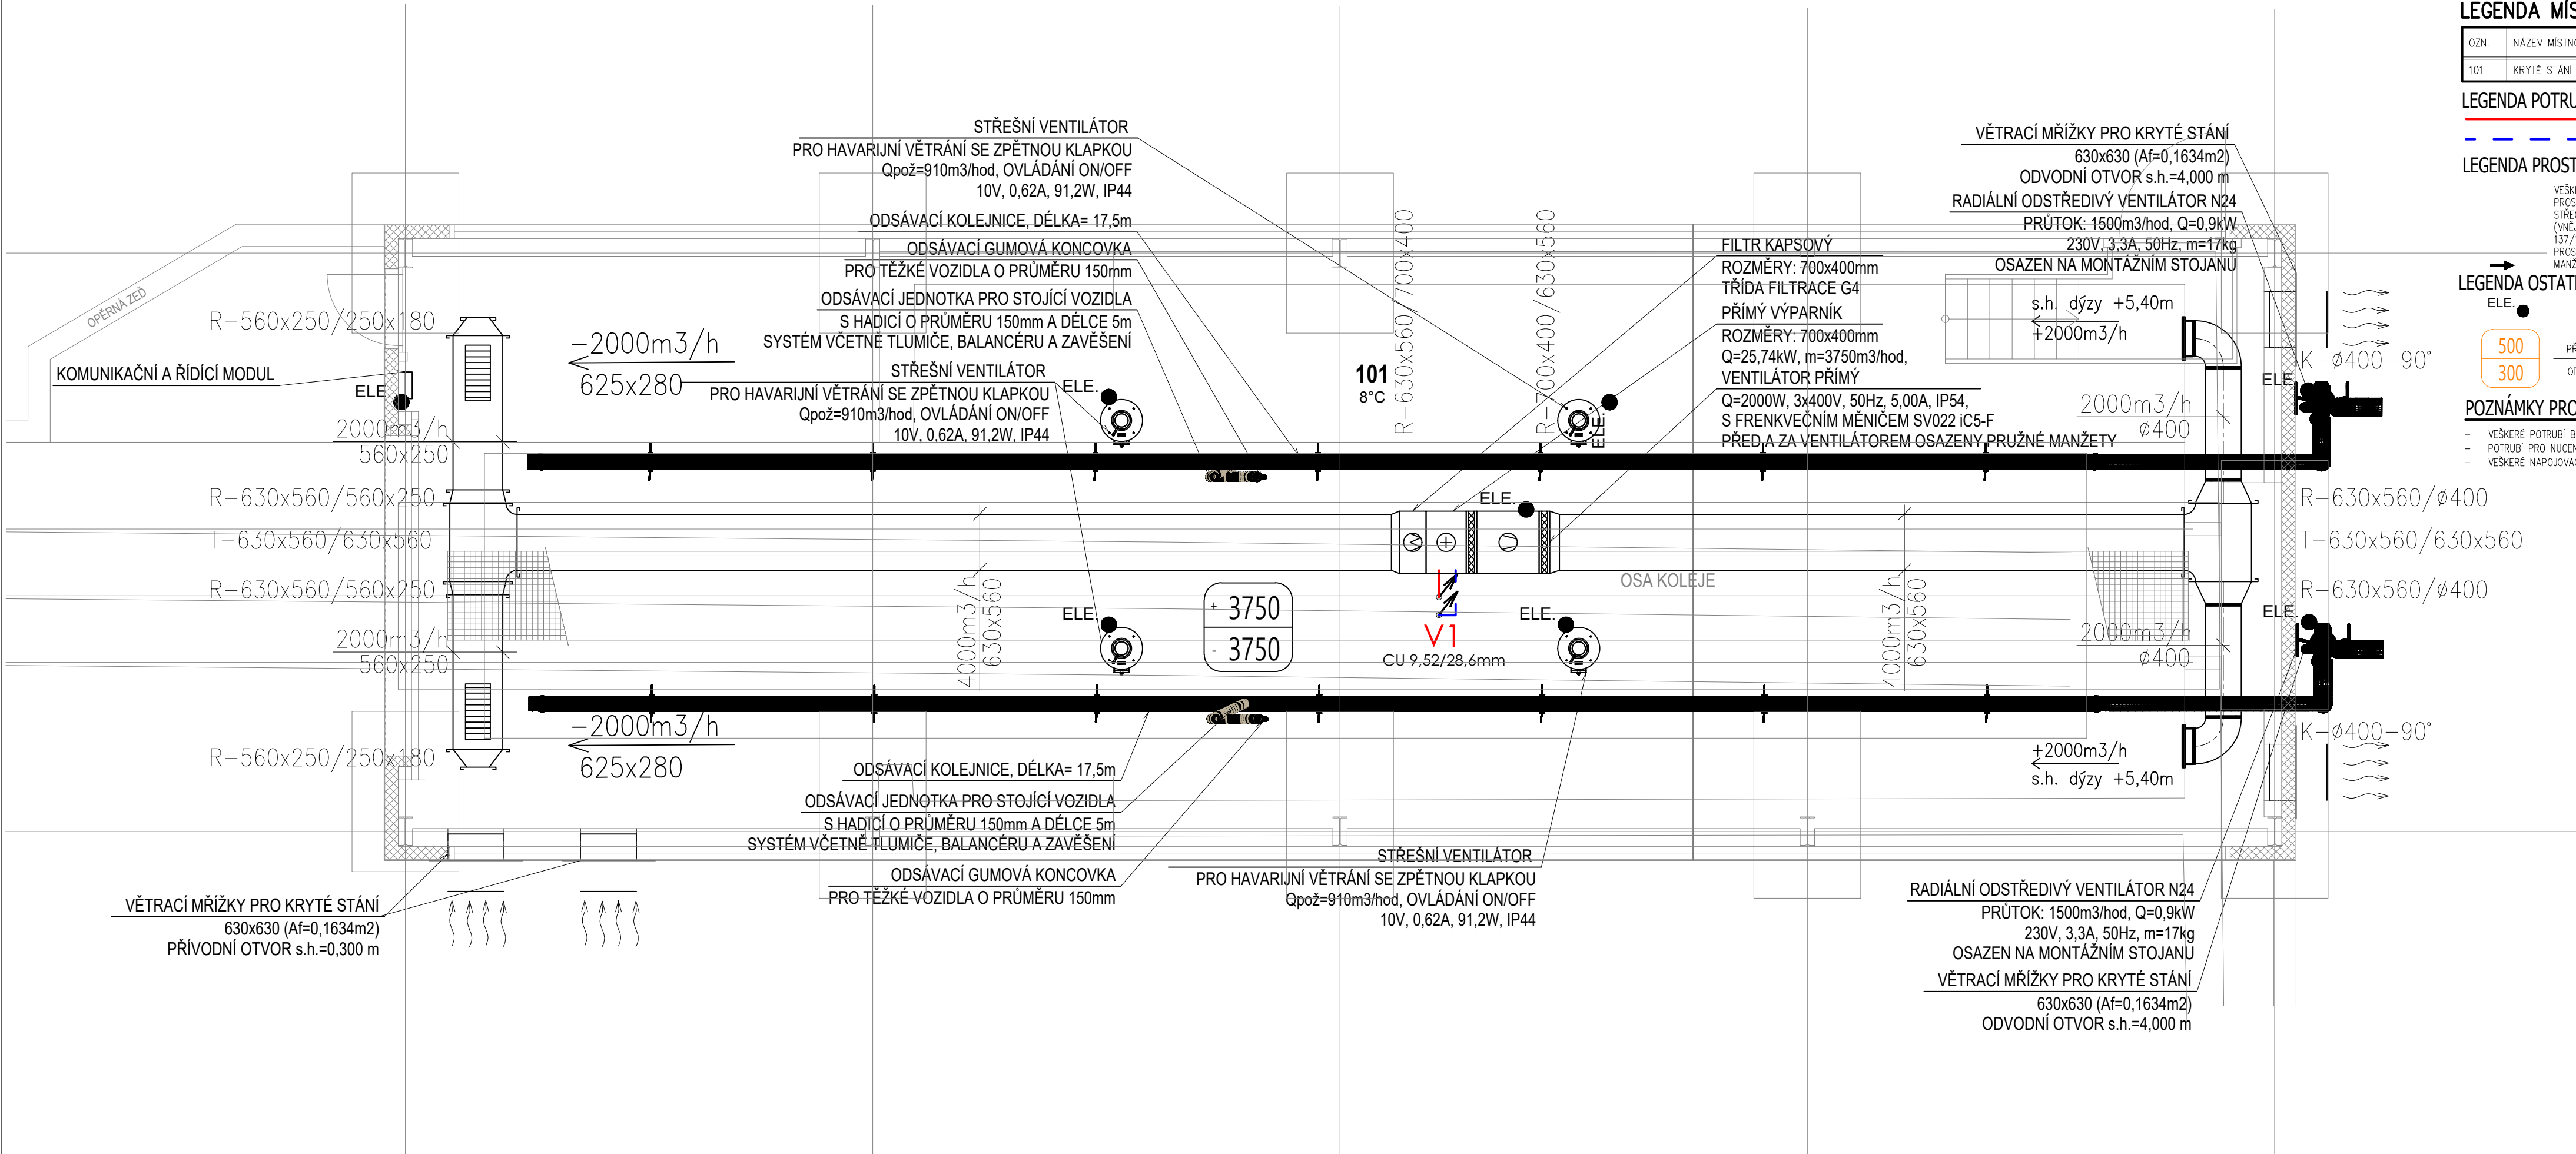 STŘEŠNÍ VENTILÁTOR
PRO HAVARIJNÍ VĚTRÁNÍ SE ZPĚTNOU KLAPKOU
Qpož=910m3/hod, OVLÁDÁNÍ ON/OFF
10V, 0,62A, 91,2W, IP44
ODSÁVACÍ KOLEJNICE, DÉLKA= 17,5m
ODSÁVACÍ GUMOVÁ KONCOVKA
PRO TĚŽKÉ VOZIDLA O PRŮMĚRU 150mm
ODSÁVACÍ JEDNOTKA PRO STOJÍCÍ VOZIDLA
S HADICÍ O PRŮMĚRU 150mm A DÉLCE 5m
SYSTÉM VČETNĚ TLUMIČE, BALANCÉRU A ZAVĚŠENÍ
STŘEŠNÍ VENTILÁTOR
PRO HAVARIJNÍ VĚTRÁNÍ SE ZPĚTNOU KLAPKOU
Qpož=910m3/hod, OVLÁDÁNÍ ON/OFF
10V, 0,62A, 91,2W, IP44
OPĚRNÁ ZEĎ
R-560x250/250x180
KOMUNIKAČNÍ A ŘÍDÍCÍ MODUL
ELE.
-2000m3/h
625x280
2000m3/h
560x250
R-630x560/560x250
T-630x560/630x560
R-630x560/560x250
2000m3/h
560x250
R-560x250/250x180
-2000m3/h
625x280
ELE.
ELE.
101
8°C
R-630x560/700x400
R-700x400/630x560
ELE.
FILTR KAPSOVÝ
ROZMĚRY: 700x400mm
TŘÍDA FILTRACE G4
PŘÍMÝ VÝPARNÍK
ROZMĚRY: 700x400mm
Q=25,74kW, m=3750m3/hod,
VENTILÁTOR PŘÍMÝ
Q=2000W, 3x400V, 50Hz, 5,00A, IP54,
S FRENKVEČNÍM MĚNIČEM SV022 iC5-F
PŘED A ZA VENTILÁTOREM OSAZENY PRUŽNÉ MANŽETY
ELE.
4000m3/h
630x560
+ 3750
- 3750
V1
CU 9,52/28,6mm
ELE.
OSA KOLEJE
4000m3/h
630x560
VĚTRACÍ MŘÍŽKY PRO KRYTÉ STÁNÍ
630x630 (Af=0,1634m2)
ODVODNÍ OTVOR s.h.=4,000 m
RADIÁLNÍ ODSTŘEDIVÝ VENTILÁTOR N24
PRŮTOK: 1500m3/hod, Q=0,9kW
230V, 3,3A, 50Hz, m=17kg
OSAZEN NA MONTÁŽNÍM STOJANU
s.h. dýzy +5,40m
+2000m3/h
K-ø400-90°
ELE.
2000m3/h
ø400
R-630x560/ø400
T-630x560/630x560
R-630x560/ø400
ELE.
2000m3/h
ø400
K-ø400-90°
+2000m3/h
s.h. dýzy +5,40m
ODSÁVACÍ KOLEJNICE, DÉLKA= 17,5m
ODSÁVACÍ JEDNOTKA PRO STOJÍCÍ VOZIDLA
S HADICÍ O PRŮMĚRU 150mm A DÉLCE 5m
SYSTÉM VČETNĚ TLUMIČE, BALANCÉRU A ZAVĚŠENÍ
ODSÁVACÍ GUMOVÁ KONCOVKA
PRO TĚŽKÉ VOZIDLA O PRŮMĚRU 150mm
STŘEŠNÍ VENTILÁTOR
PRO HAVARIJNÍ VĚTRÁNÍ SE ZPĚTNOU KLAPKOU
Qpož=910m3/hod, OVLÁDÁNÍ ON/OFF
10V, 0,62A, 91,2W, IP44
VĚTRACÍ MŘÍŽKY PRO KRYTÉ STÁNÍ
630x630 (Af=0,1634m2)
PŘÍVODNÍ OTVOR s.h.=0,300 m
RADIÁLNÍ ODSTŘEDIVÝ VENTILÁTOR N24
PRŮTOK: 1500m3/hod, Q=0,9kW
230V, 3,3A, 50Hz, m=17kg
OSAZEN NA MONTÁŽNÍM STOJANU
VĚTRACÍ MŘÍŽKY PRO KRYTÉ STÁNÍ
630x630 (Af=0,1634m2)
ODVODNÍ OTVOR s.h.=4,000 m
LEGENDA
OZN. NÁZEV
101 KRYTÉ STÁNÍ
LEGENDA
LEGENDA
137/
LEGENDA
ELE.
500
300
POZNÁMKY
- VEŠKERÉ POTRUBÍ
- POTRUBÍ PRO
- VEŠKERÉ